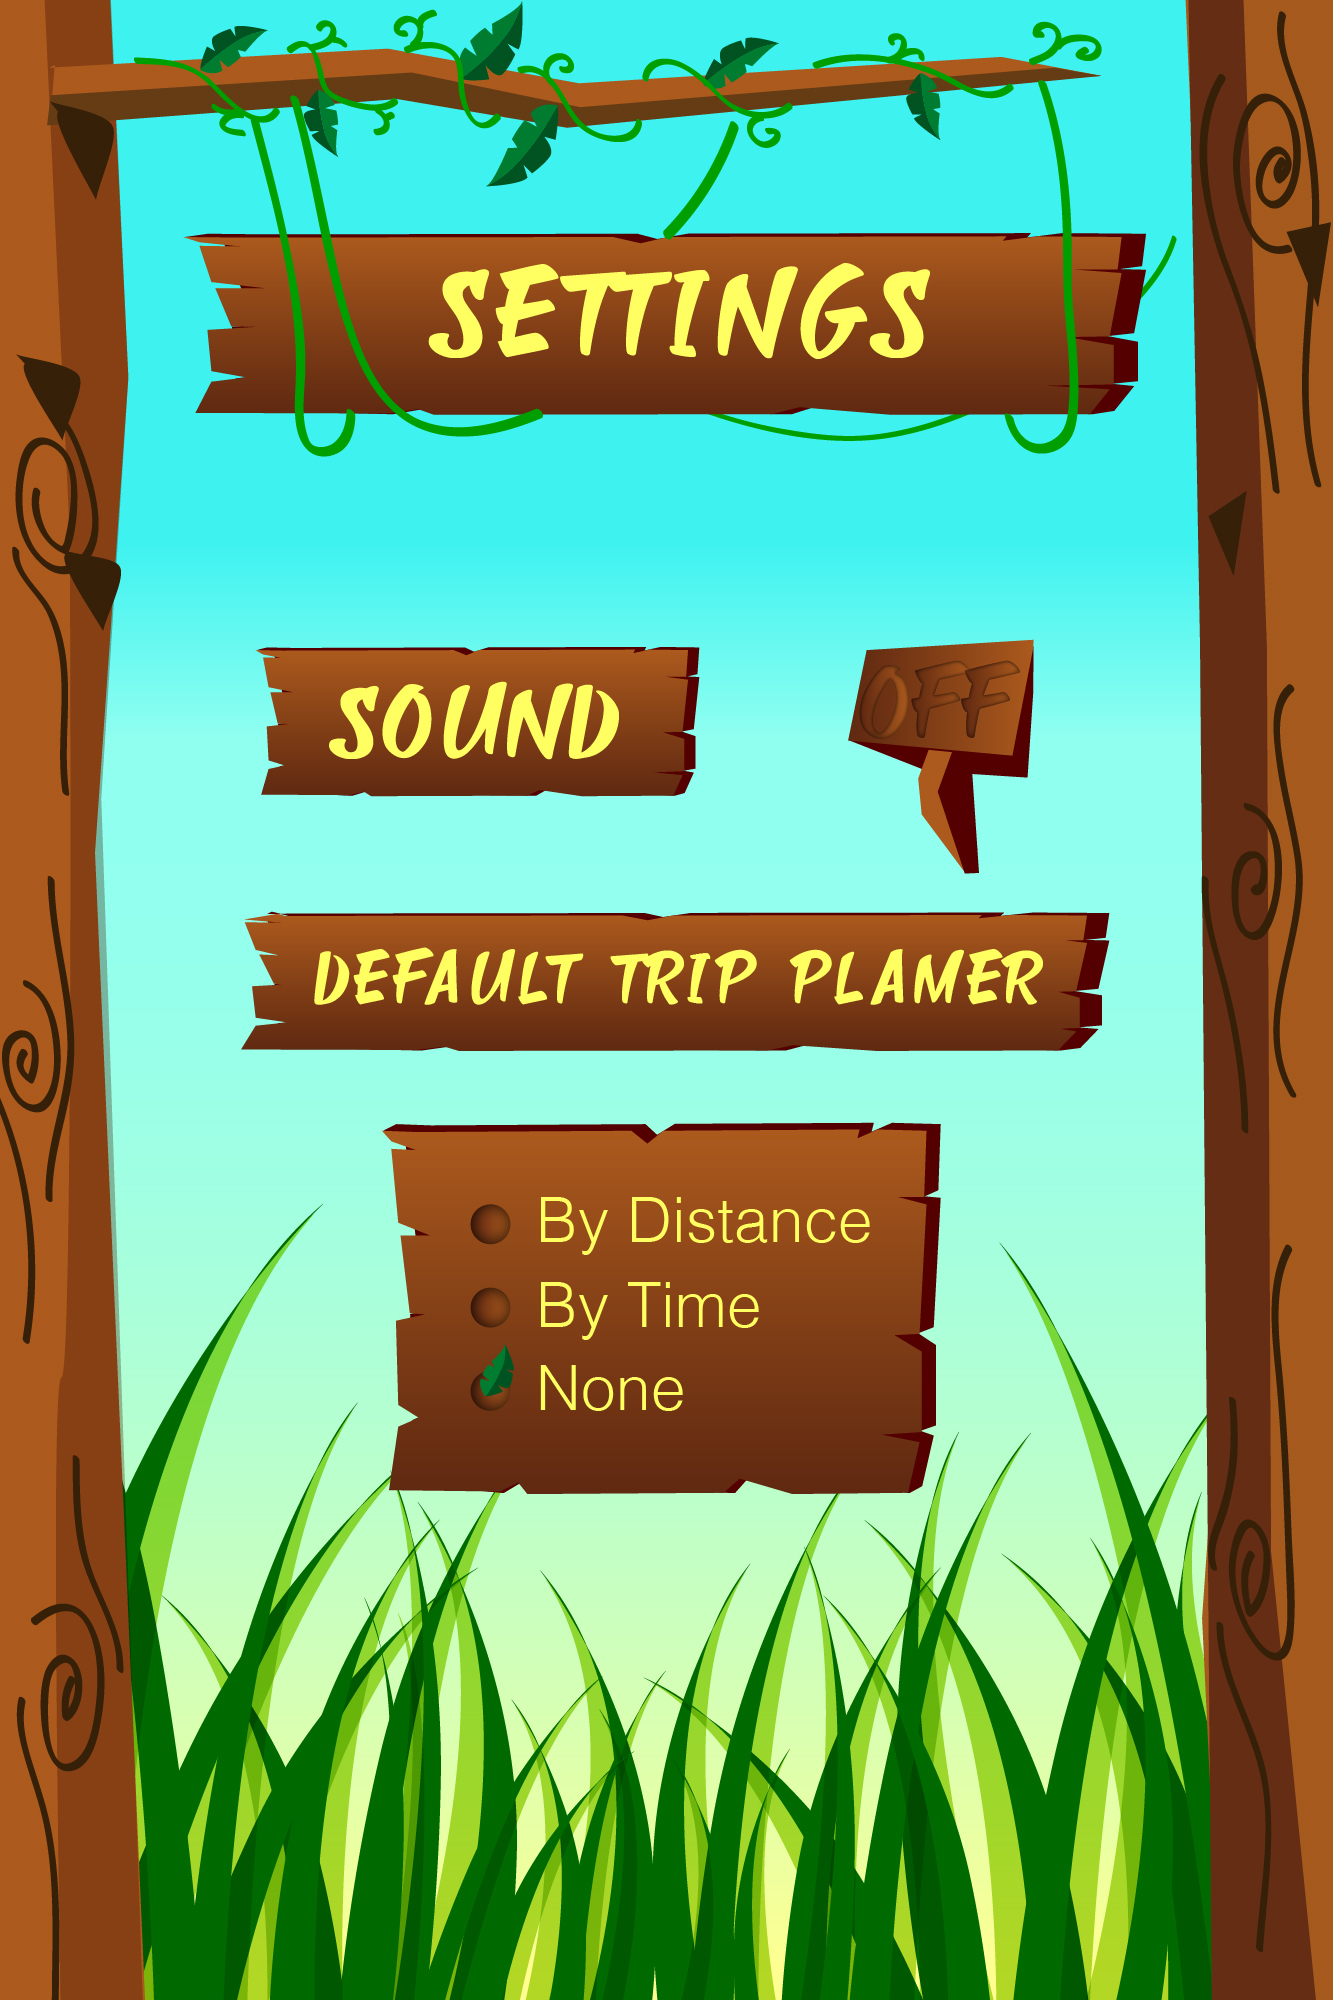 SETTINGS
SOUND
OFF
DEFAULT TRIP PLAMER
By Distance
By Time
None